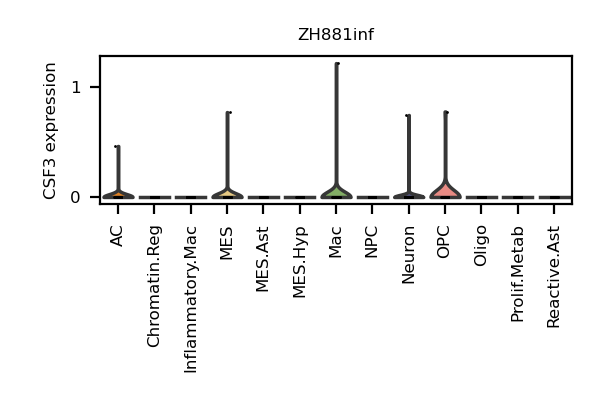 ZH881inf
CSF3 expression
1
0
AC
Chromatin.Reg
Inflammatory.Mac
MES
MES.Ast
MES.Hyp
Mac
NPC
Neuron
OPC
Oligo
Prolif.Metab
Reactive.Ast